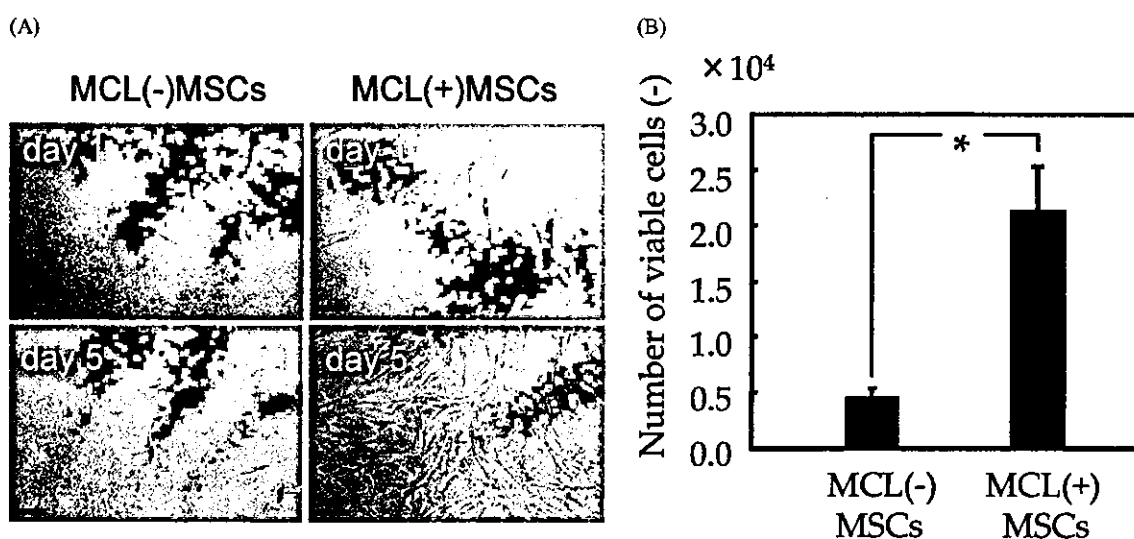 (A)
MCL(-)MSCs
MCL(+)MSCs
day 1
day 1
day 5
day 5
(B)
×10⁴
Number of viable cells (-)
3.0
2.5
2.0
1.5
1.0
0.5
0.0
*
MCL(-)
MSCs
MCL(+)
MSCs